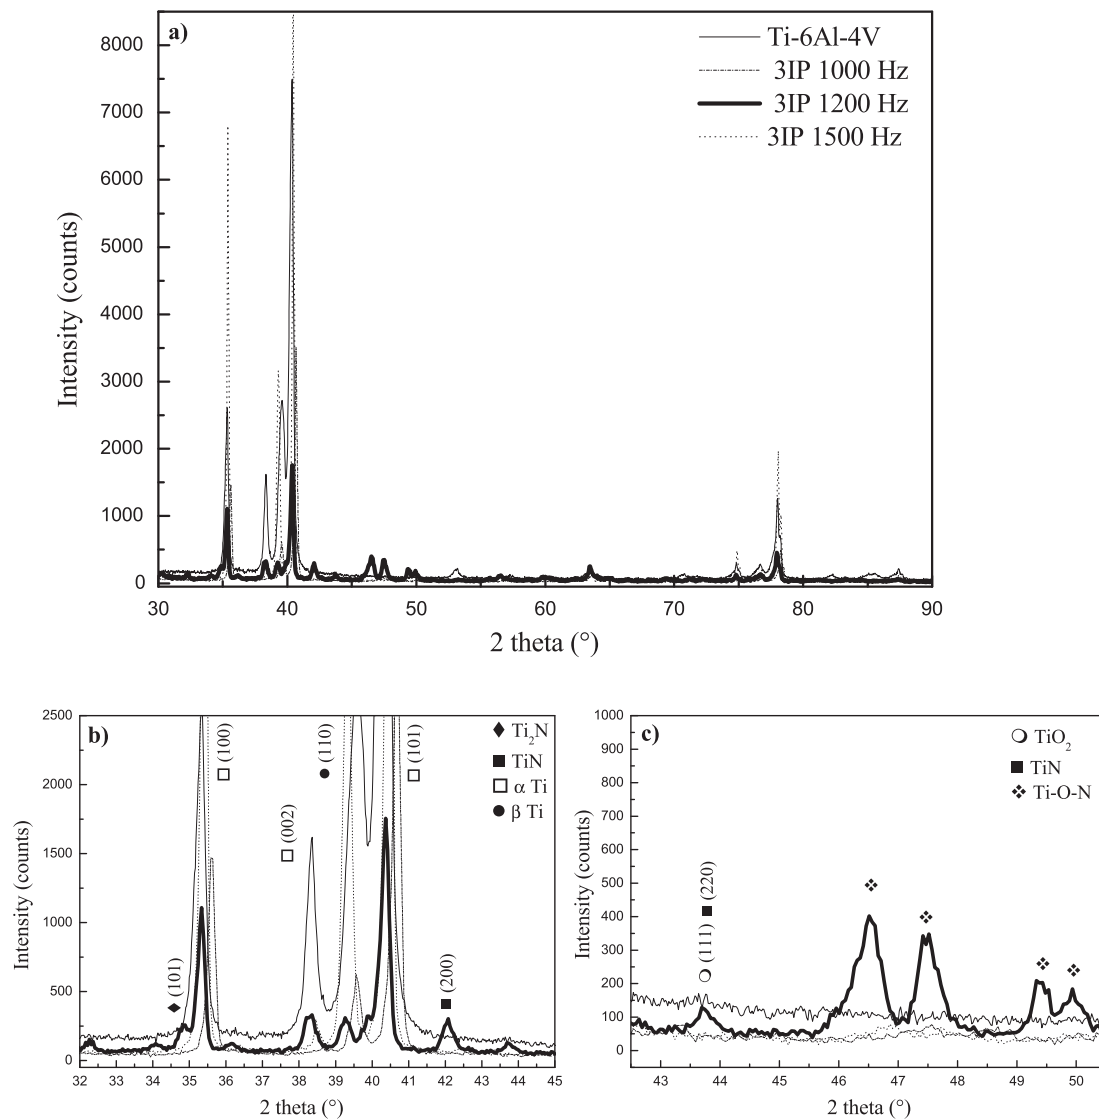 a)
Ti-6Al-4V
3IP 1000 Hz
3IP 1200 Hz
3IP 1500 Hz
8000
7000
6000
5000
4000
3000
2000
1000
0
Intensity (counts)
30 40 50 60 70 80 90
2 theta (°)
b)
Ti2N
TiN
α Ti
β Ti
(100)
(110)
(101)
(002)
(101)
(200)
2500
2000
1500
1000
500
0
Intensity (counts)
32 33 34 35 36 37 38 39 40 41 42 43 44 45
2 theta (°)
c)
TiO2
TiN
Ti-O-N
(220)
(111)
1000
900
800
700
600
500
400
300
200
100
0
Intensity (counts)
43 44 45 46 47 48 49 50
2 theta (°)